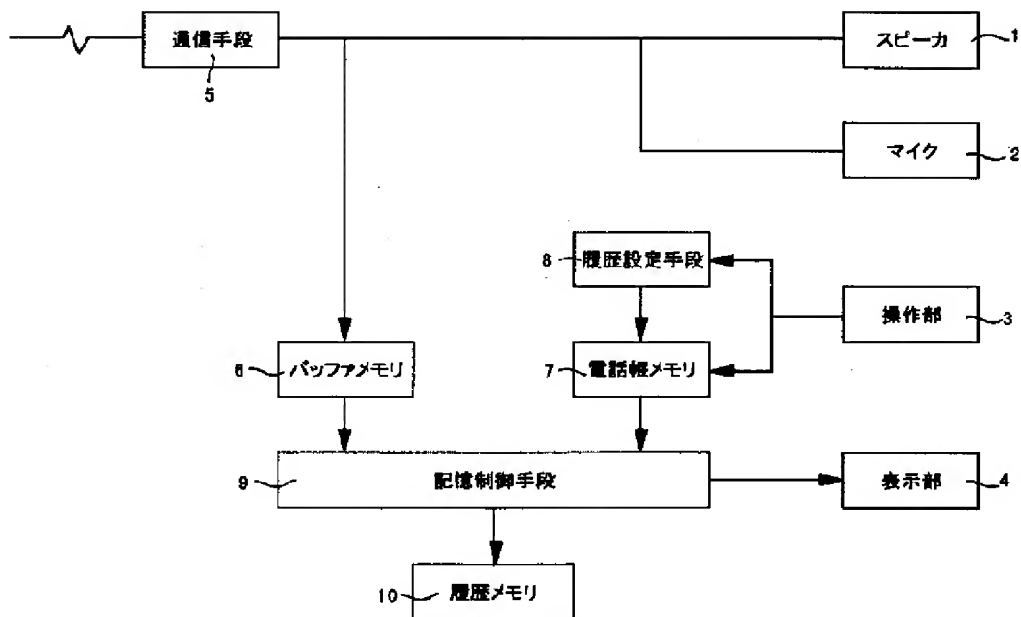 通信手段
5
スピーカ
1
マイク
2
8
履歴設定手段
操作部
3
6
バッファメモリ
7
電話帳メモリ
9
記憶制御手段
表示部
4
10
履歴メモリ